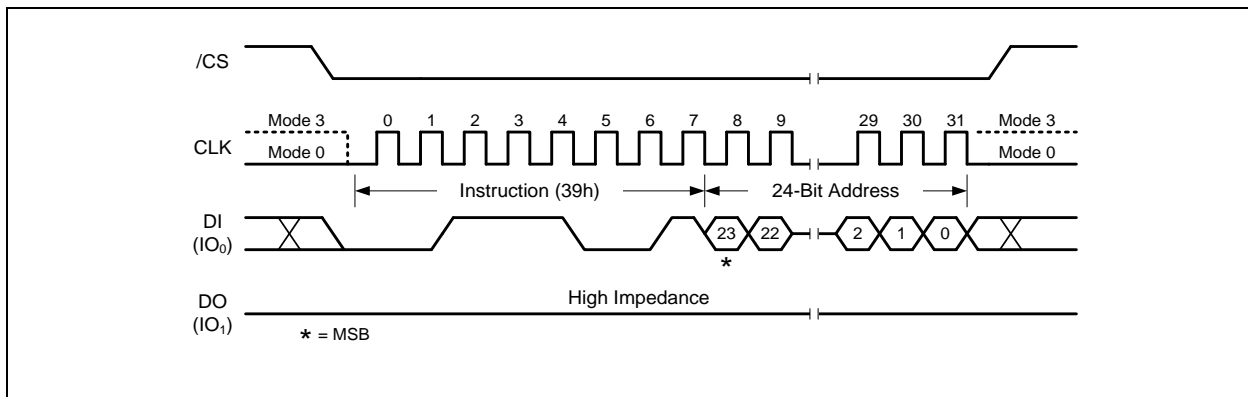 /CS
Mode 3 0 1 2 3 4 5 6 7 8 9 29 30 31 Mode 3
CLK
Mode 0 Mode 0
Instruction (39h) 24-Bit Address
DI
(IO₀)
23 22 2 1 0
*
High Impedance
DO
(IO₁)
* = MSB